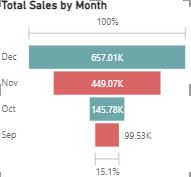 Total Sales by Month
100%
Dec 657.01K
Nov 449.07K
Oct 145.78K
Sep 99.53K
15.1%